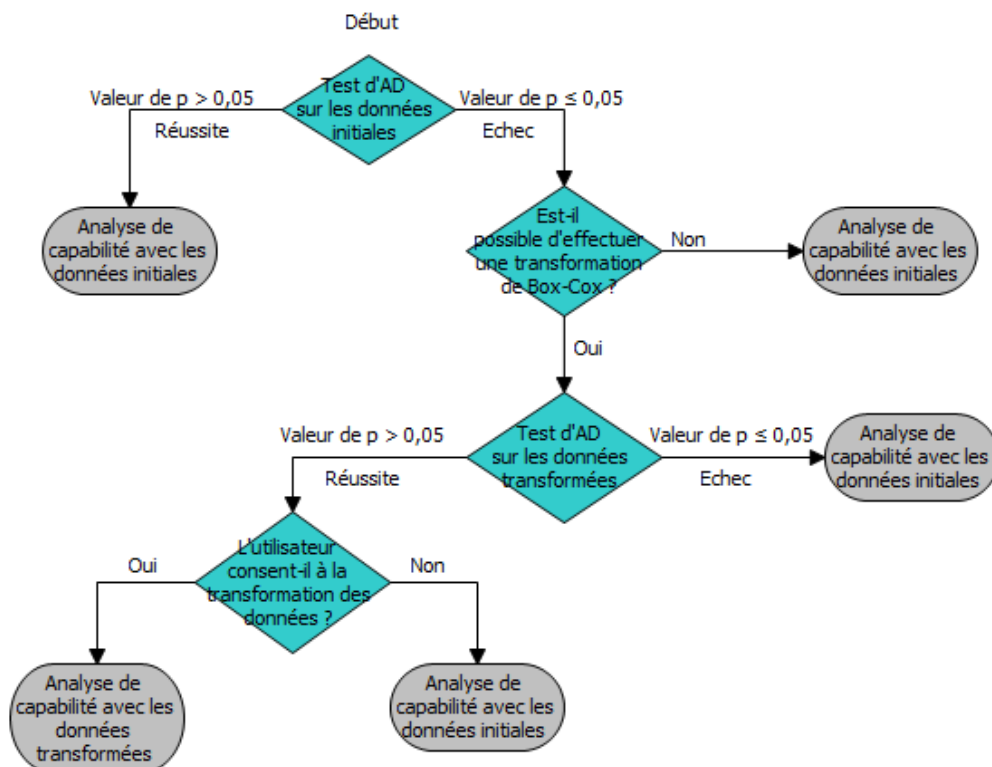 Début
Test d'AD
sur les données
initiales
Valeur de p > 0,05
Réussite
Valeur de p ≤ 0,05
Echec
Analyse de
capabilité avec les
données initiales
Est-il
possible d'effectuer
une transformation
de Box-Cox ?
Non
Analyse de
capabilité avec les
données initiales
Oui
Test d'AD
sur les données
transformées
Valeur de p > 0,05
Réussite
Valeur de p ≤ 0,05
Echec
Analyse de
capabilité avec les
données initiales
L'utilisateur
consent-il à la
transformation des
données ?
Oui
Non
Analyse de
capabilité avec les
données
transformées
Analyse de
capabilité avec les
données initiales